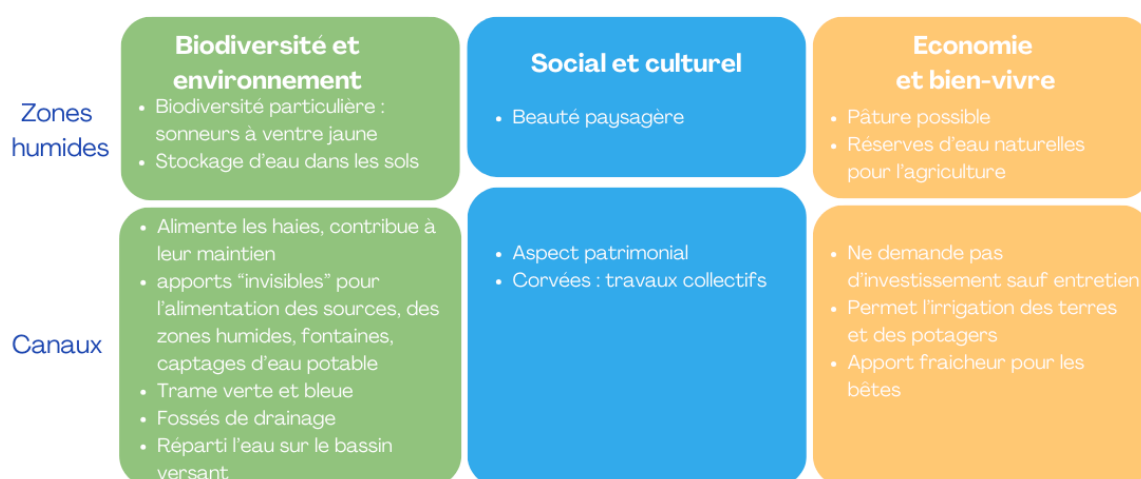 Biodiversité et
environnement
Social et culturel
Economie
et bien-vivre
Zones
humides
• Biodiversité particulière :
sonneurs à ventre jaune
• Stockage d'eau dans les sols
• Beauté paysagère
• Pâture possible
• Réserves d'eau naturelles
pour l'agriculture
Canaux
• Alimente les haies, contribue à
leur maintien
• apports “invisibles” pour
l'alimentation des sources, des
zones humides, fontaines,
captages d'eau potable
• Trame verte et bleue
• Fossés de drainage
• Réparti l'eau sur le bassin
versant
• Aspect patrimonial
• Corvées : travaux collectifs
• Ne demande pas
d'investissement sauf entretien
• Permet l'irrigation des terres
et des potagers
• Apport fraicheur pour les
bêtes